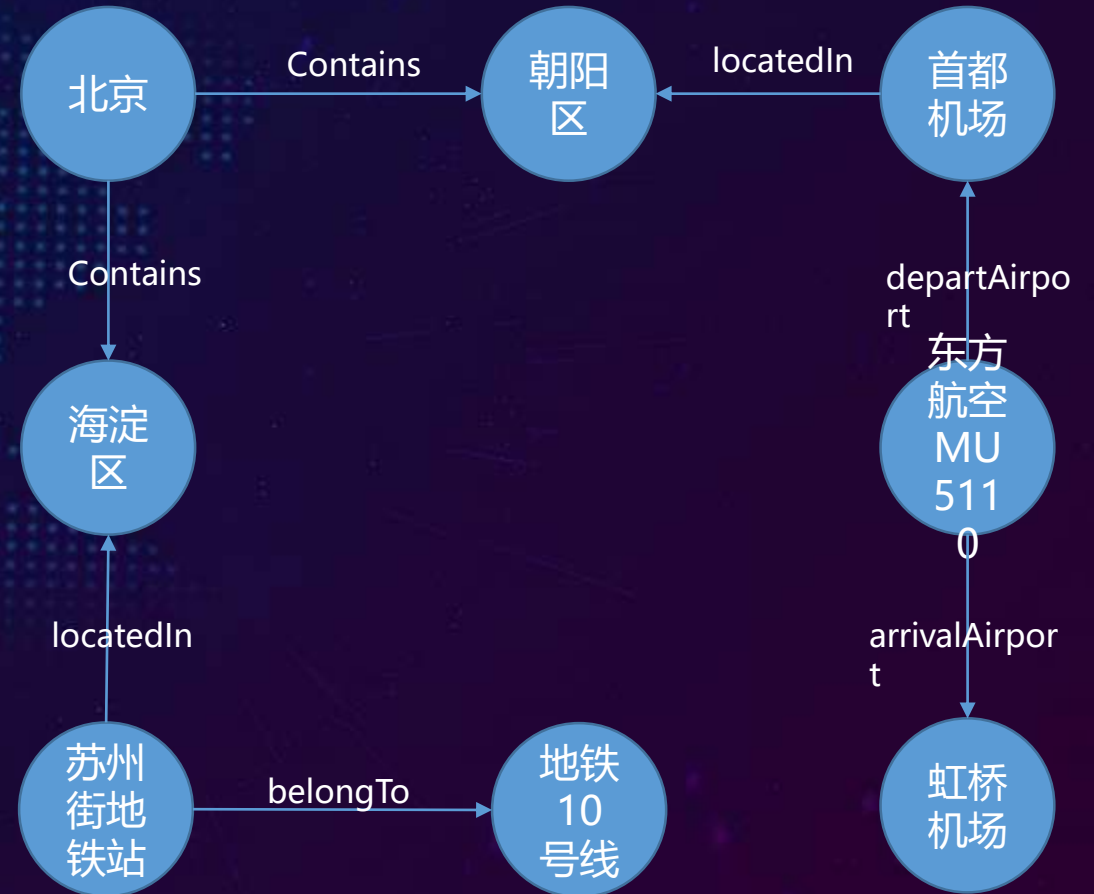 北京
Contains
朝阳
区
locatedIn
首都
机场
Contains
departAirpo
rt
海淀
区
东方
航空
MU
511
0
locatedIn
arrivalAirpor
t
苏州
街地
铁站
belongTo
地铁
10
号线
虹桥
机场